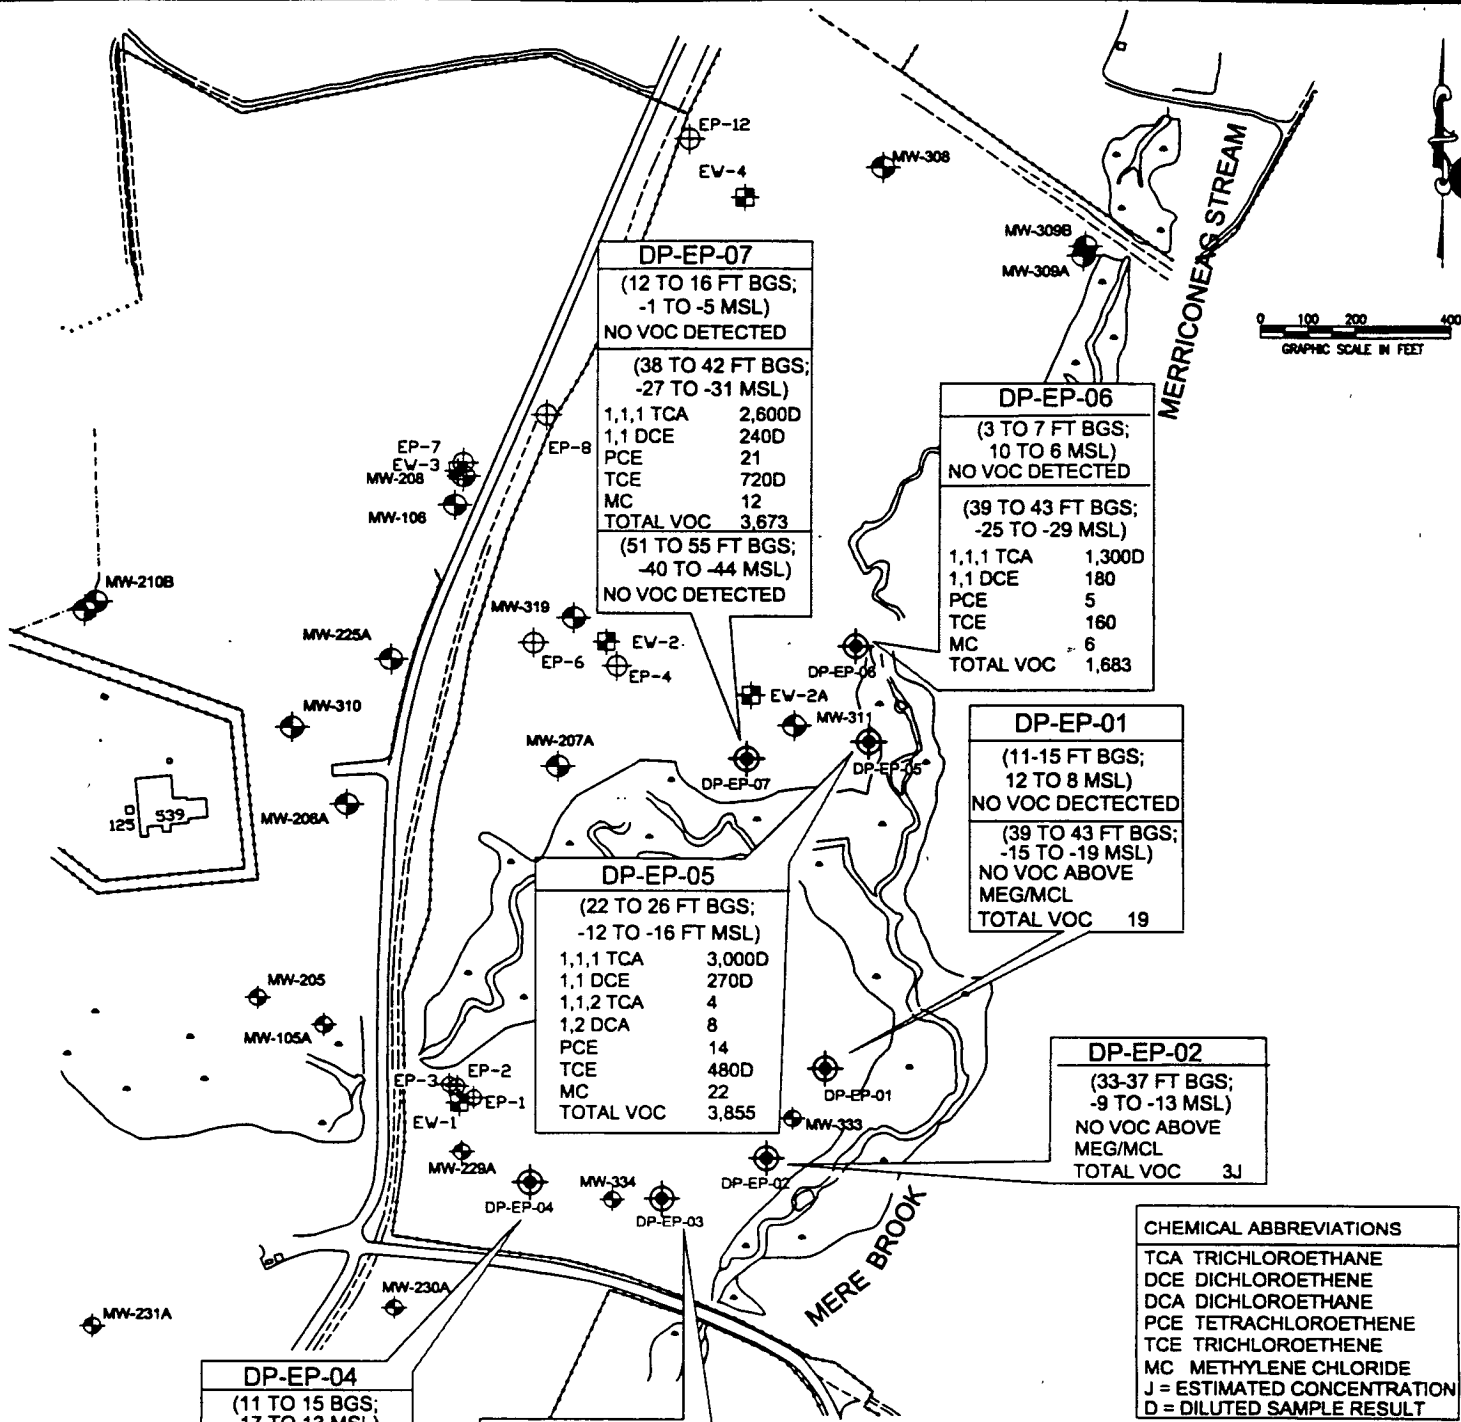 EP-12
EW-4
MW-308
MW-309B
MW-309A
MERRICONEAG STREAM
0 100 200 400
GRAPHIC SCALE IN FEET
DP-EP-07
(12 TO 16 FT BGS;
-1 TO -5 MSL)
NO VOC DETECTED
(38 TO 42 FT BGS;
-27 TO -31 MSL)
1,1,1 TCA 2,600D
1,1 DCE 240D
PCE 21
TCE 720D
MC 12
TOTAL VOC 3,673
(51 TO 55 FT BGS;
-40 TO -44 MSL)
NO VOC DETECTED
DP-EP-06
(3 TO 7 FT BGS;
10 TO 6 MSL)
NO VOC DETECTED
(39 TO 43 FT BGS;
-25 TO -29 MSL)
1,1,1 TCA 1,300D
1,1 DCE 180
PCE 5
TCE 160
MC 6
TOTAL VOC 1,683
EP-7
EW-3
MW-208
MW-106
EP-8
MW-210B
MW-225A
MW-319
EP-6
EW-2
EP-4
DP-EP-06
EW-2A
MW-311
MW-310
MW-207A
DP-EP-07
DP-EP-05
MW-206A
125
539
DP-EP-01
(11-15 FT BGS;
12 TO 8 MSL)
NO VOC DECTECTED
(39 TO 43 FT BGS;
-15 TO -19 MSL)
NO VOC ABOVE
MEG/MCL
TOTAL VOC 19
DP-EP-05
(22 TO 26 FT BGS;
-12 TO -16 FT MSL)
1,1,1 TCA 3,000D
1,1 DCE 270D
1,1,2 TCA 4
1,2 DCA 8
PCE 14
TCE 480D
MC 22
TOTAL VOC 3,855
MW-205
MW-105A
EP-3
EP-2
EP-1
EW-1
MW-229A
DP-EP-04
MW-334
DP-EP-03
DP-EP-01
MW-333
DP-EP-02
DP-EP-02
(33-37 FT BGS;
-9 TO -13 MSL)
NO VOC ABOVE
MEG/MCL
TOTAL VOC 3J
MERE BROOK
MW-230A
MW-231A
CHEMICAL ABBREVIATIONS
TCA TRICHLOROETHANE
DCE DICHLOROETHENE
DCA DICHLOROETHANE
PCE TETRACHLOROETHENE
TCE TRICHLOROETHENE
MC METHYLENE CHLORIDE
J = ESTIMATED CONCENTRATION
D = DILUTED SAMPLE RESULT
DP-EP-04
(11 TO 15 BGS;
17 TO 13 MSL)